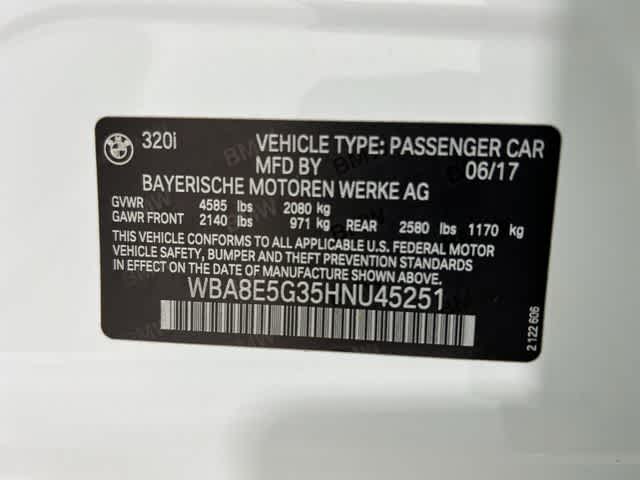 BMW 320i VEHICLE TYPE: PASSENGER CAR
MFD BY 06/17
BAYERISCHE MOTOREN WERKE AG
GVWR 4585 lbs 2080 kg
GAWR FRONT 2140 lbs 971 kg REAR 2580 lbs 1170 kg
THIS VEHICLE CONFORMS TO ALL APPLICABLE U.S. FEDERAL MOTOR
VEHICLE SAFETY, BUMPER AND THEFT PREVENTION STANDARDS
IN EFFECT ON THE DATE OF MANUFACTURE SHOWN ABOVE.
WBA8E5G35HNU45251
2 122 606